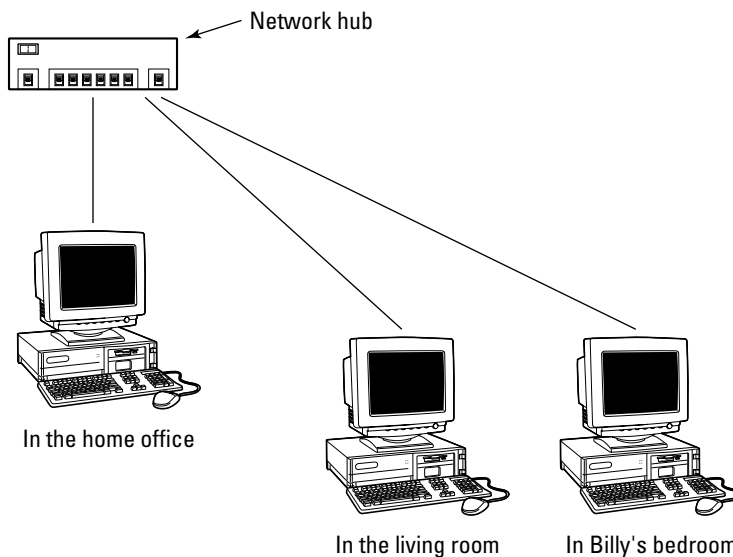 Network hub
In the home office
In the living room
In Billy's bedroom